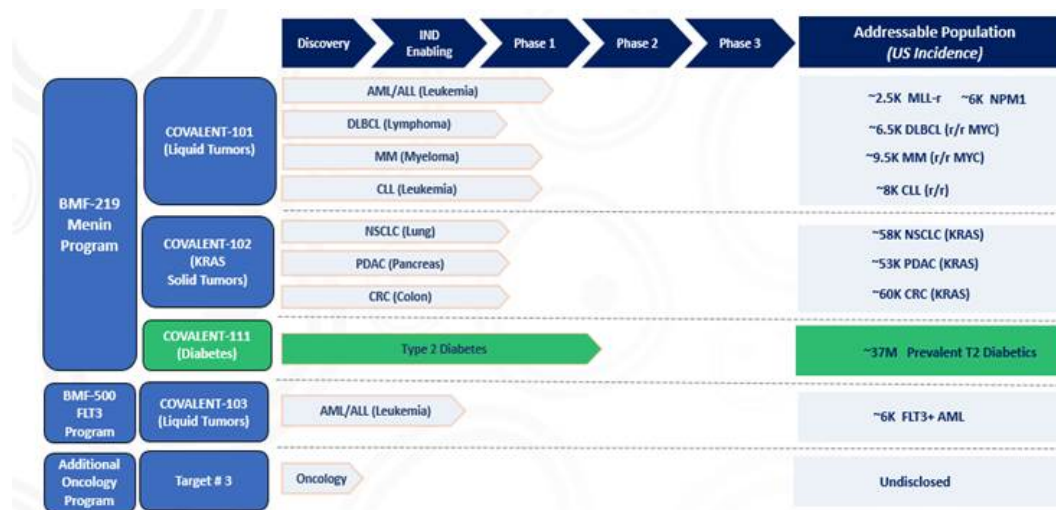 Discovery
IND
Enabling
Phase 1
Phase 2
Phase 3
Addressable Population
(US Incidence)
BMF-219
Menin
Program
COVALENT-101
(Liquid Tumors)
AML/ALL (Leukemia)
~2.5K MLL-r ~6K NPM1
DLBCL (Lymphoma)
~6.5K DLBCL (r/r MYC)
MM (Myeloma)
~9.5K MM (r/r MYC)
CLL (Leukemia)
~8K CLL (r/r)
COVALENT-102
(KRAS
Solid Tumors)
NSCLC (Lung)
~58K NSCLC (KRAS)
PDAC (Pancreas)
~53K PDAC (KRAS)
CRC (Colon)
~60K CRC (KRAS)
COVALENT-111
(Diabetes)
Type 2 Diabetes
~37M Prevalent T2 Diabetics
BMF-500
FLT3
Program
COVALENT-103
(Liquid Tumors)
AML/ALL (Leukemia)
~6K FLT3+ AML
Additional
Oncology
Program
Target # 3
Oncology
Undisclosed